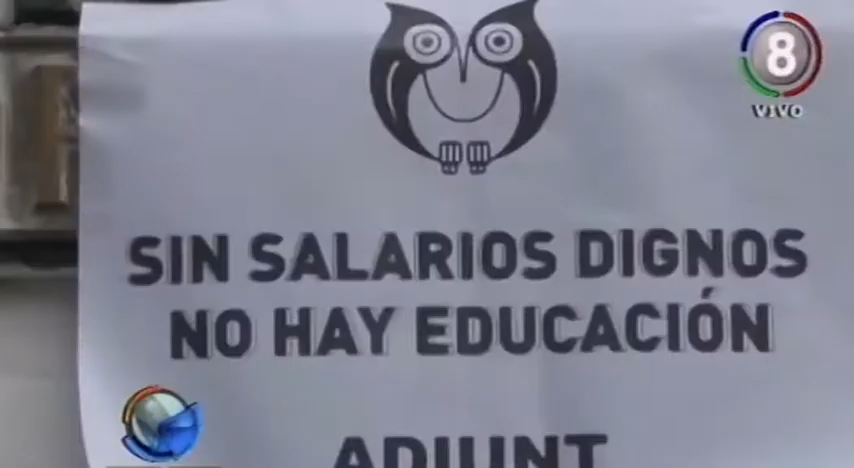 8
VIVO
SIN SALARIOS DIGNOS
NO HAY EDUCACIÓN
ADIUNT